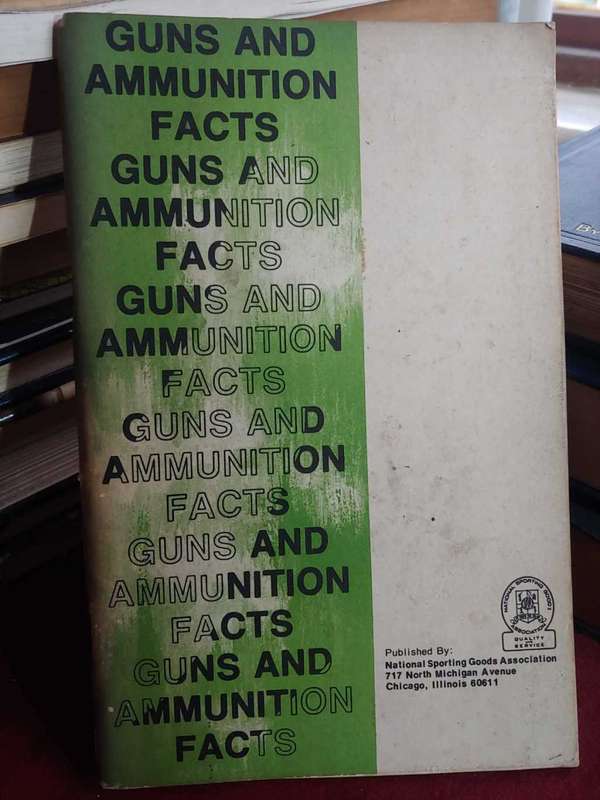 GUNS AND
AMMUNITION
FACTS
GUNS AND
AMMUNITION
FACTS
GUNS AND
AMMUNITION
FACTS
GUNS AND
AMMUNITION
FACTS
GUNS AND
AMMUNITION
FACTS
GUNS AND
AMMUNITION
FACTS
NATIONAL SPORTING GOODS
ASSOCIATION
QUALITY
AND
SERVICE
Published By:
National Sporting Goods Association
717 North Michigan Avenue
Chicago, Illinois 60611
BY